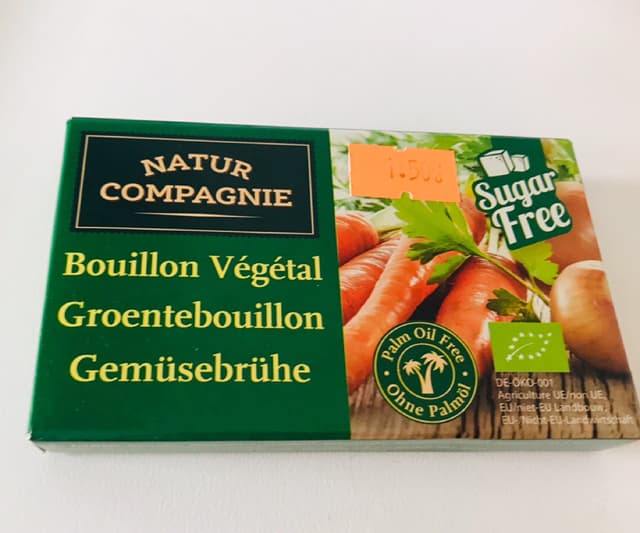 NATUR
COMPAGNIE
Bouillon Végétal
Groentebouillon
Gemüsebrühe
Sugar
Free
Palm Oil Free
Ohne Palmöl
DE-ÖKO-001
Agriculture UE/non UE,
EU/niet-EU Landbouw,
EU-/Nicht-EU-Landwirtschaft